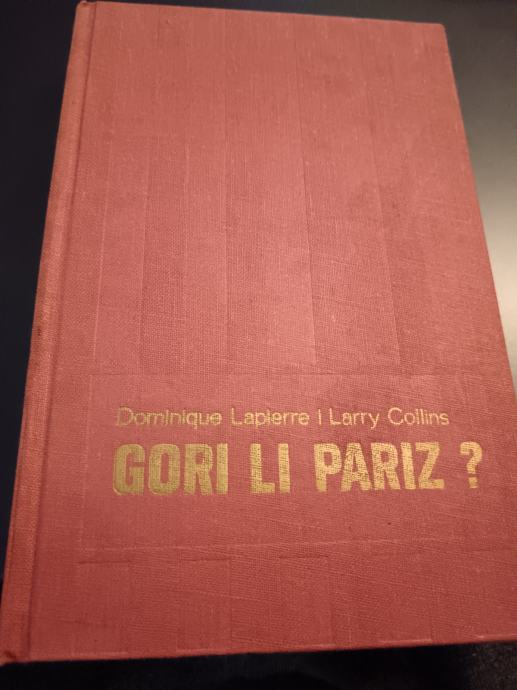 Dominique Lapierre i Larry Collins
GORI LI PARIZ ?